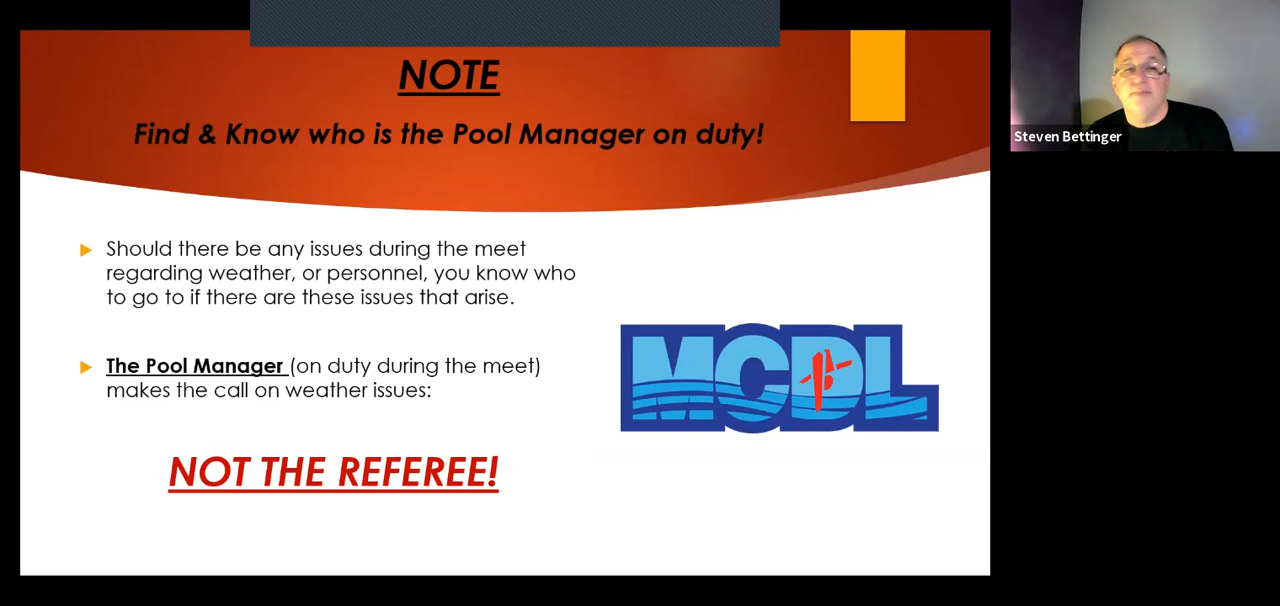 NOTE
Find & Know who is the Pool Manager on duty!
Steven Bettinger
Should there be any issues during the meet
regarding weather, or personnel, you know who
to go to if there are these issues that arise.
The Pool Manager (on duty during the meet)
makes the call on weather issues:
MCDL
NOT THE REFEREE!